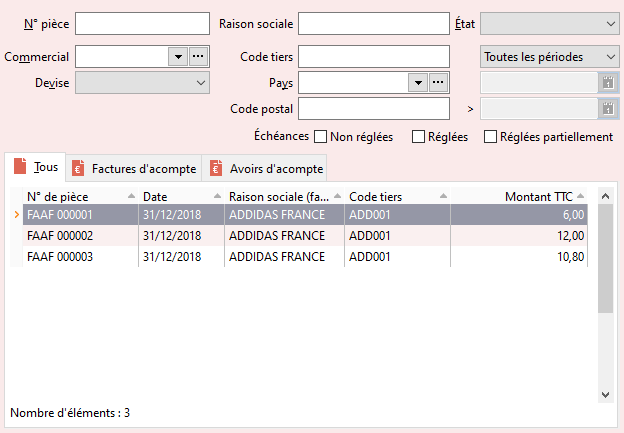 N° pièce Raison sociale État
Commercial Code tiers Toutes les périodes
Devise Pays
Code postal >
Échéances Non réglées Réglées Réglées partiellement
Tous Factures d'acompte Avoirs d'acompte
N° de pièce Date Raison sociale (fa... Code tiers Montant TTC
FAAF 000001 31/12/2018 ADDIDAS FRANCE ADD001 6,00
FAAF 000002 31/12/2018 ADDIDAS FRANCE ADD001 12,00
FAAF 000003 31/12/2018 ADDIDAS FRANCE ADD001 10,80
Nombre d'éléments : 3